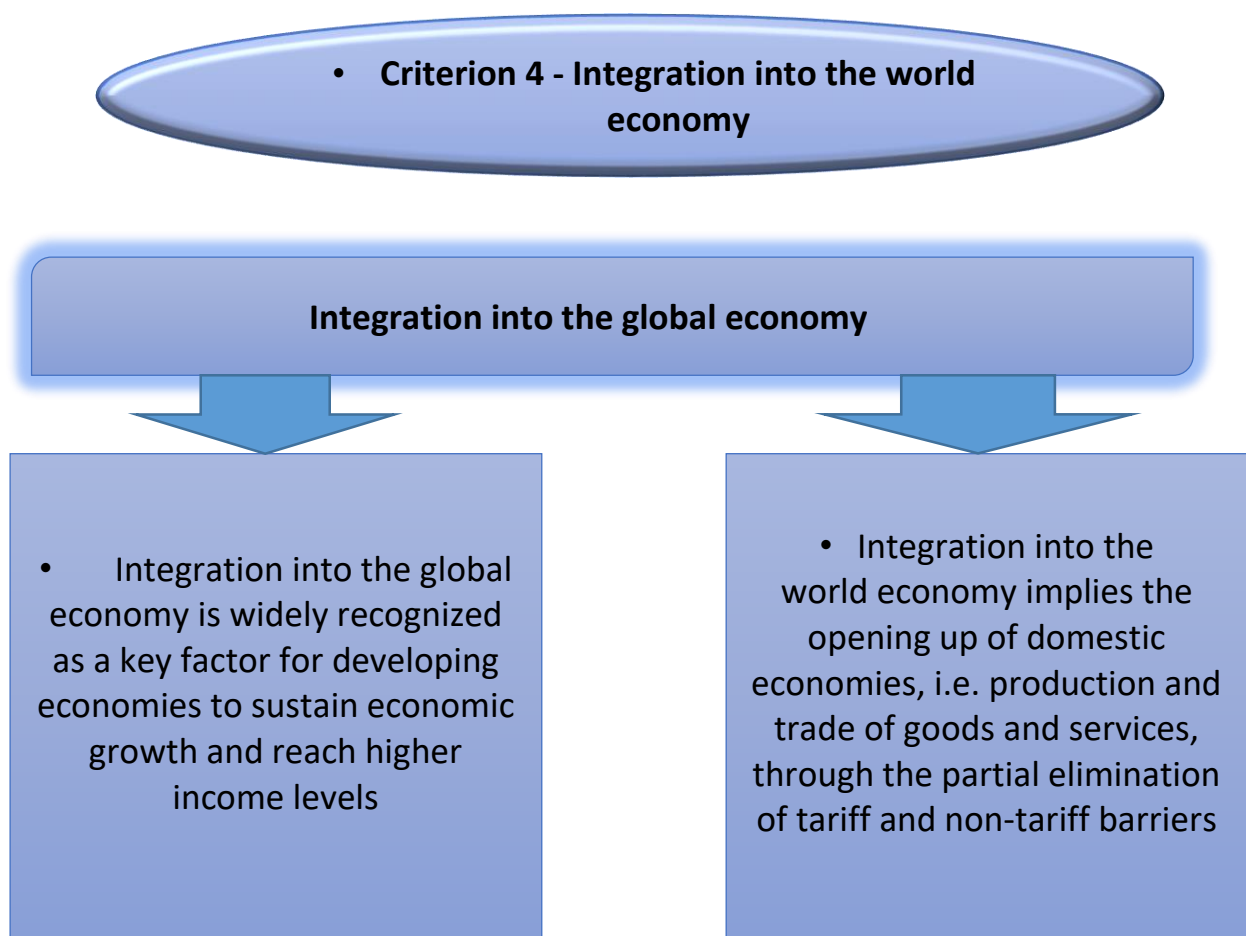 • Criterion 4 - Integration into the world
economy
Integration into the global economy
• Integration into the global
economy is widely recognized
as a key factor for developing
economies to sustain economic
growth and reach higher
income levels
• Integration into the
world economy implies the
opening up of domestic
economies, i.e. production and
trade of goods and services,
through the partial elimination
of tariff and non-tariff barriers